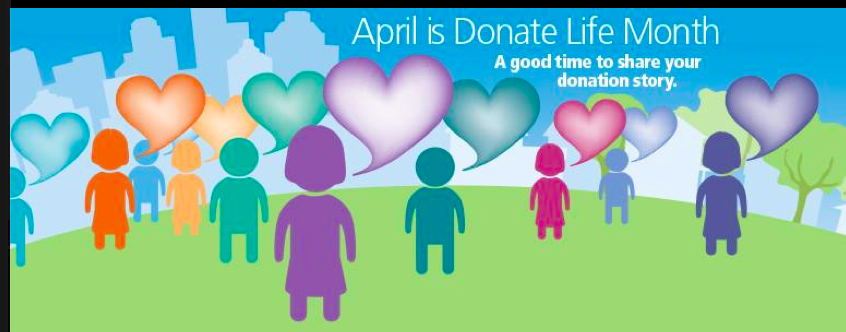 April is Donate Life Month
A good time to share your
donation story.